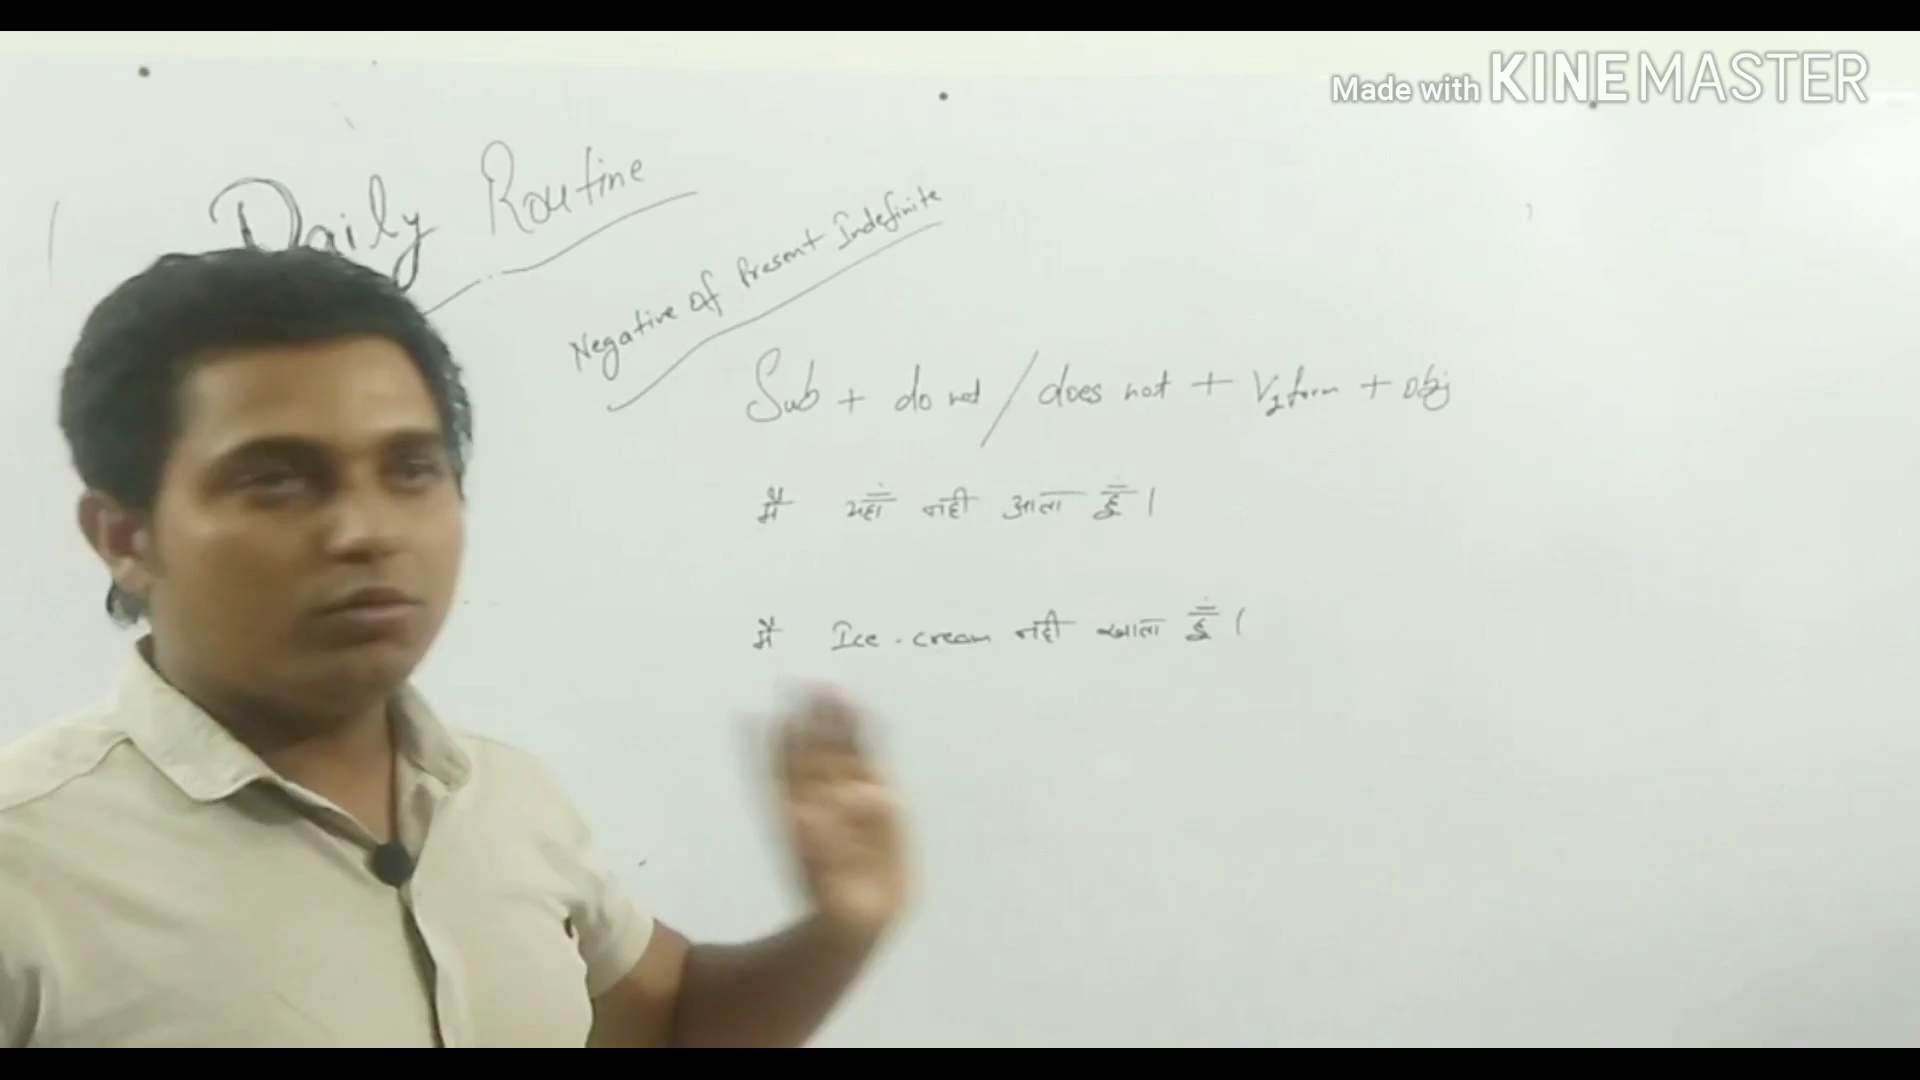 Made with KINEMASTER
Daily Routine
Negative of Present Indefinite
Sub + do not / does not + V1 form + obj
मैं यहाँ नही आता हूँ।
मैं Ice-cream नही खाता हूँ।